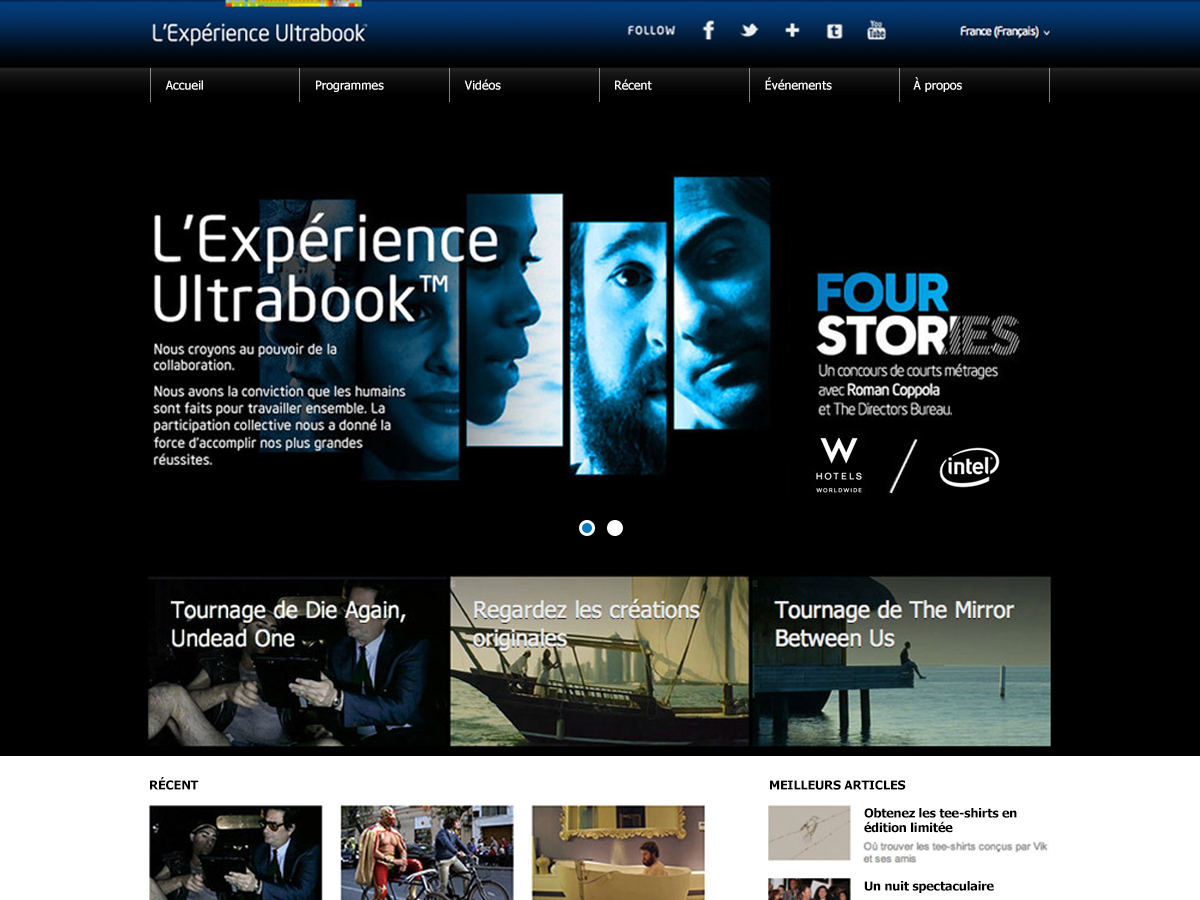 L'Expérience Ultrabook™
FOLLOW
You
Tube
France (Français)
Accueil
Programmes
Vidéos
Récent
Événements
À propos
L'Expérience
Ultrabook™
Nous croyons au pouvoir de la
collaboration.
Nous avons la conviction que les humains
sont faits pour travailler ensemble. La
participation collective nous a donné la
force d'accomplir nos plus grandes
réussites.
FOUR
STORIES
Un concours de courts métrages
avec Roman Coppola
et The Directors Bureau.
W
HOTELS
WORLDWIDE
intel
Tournage de Die Again,
Undead One
Regardez les créations
originales
Tournage de The Mirror
Between Us
RÉCENT
MEILLEURS ARTICLES
Obtenez les tee-shirts en
édition limitée
Où trouver les tee-shirts conçus par Vik
et ses amis
Un nuit spectaculaire